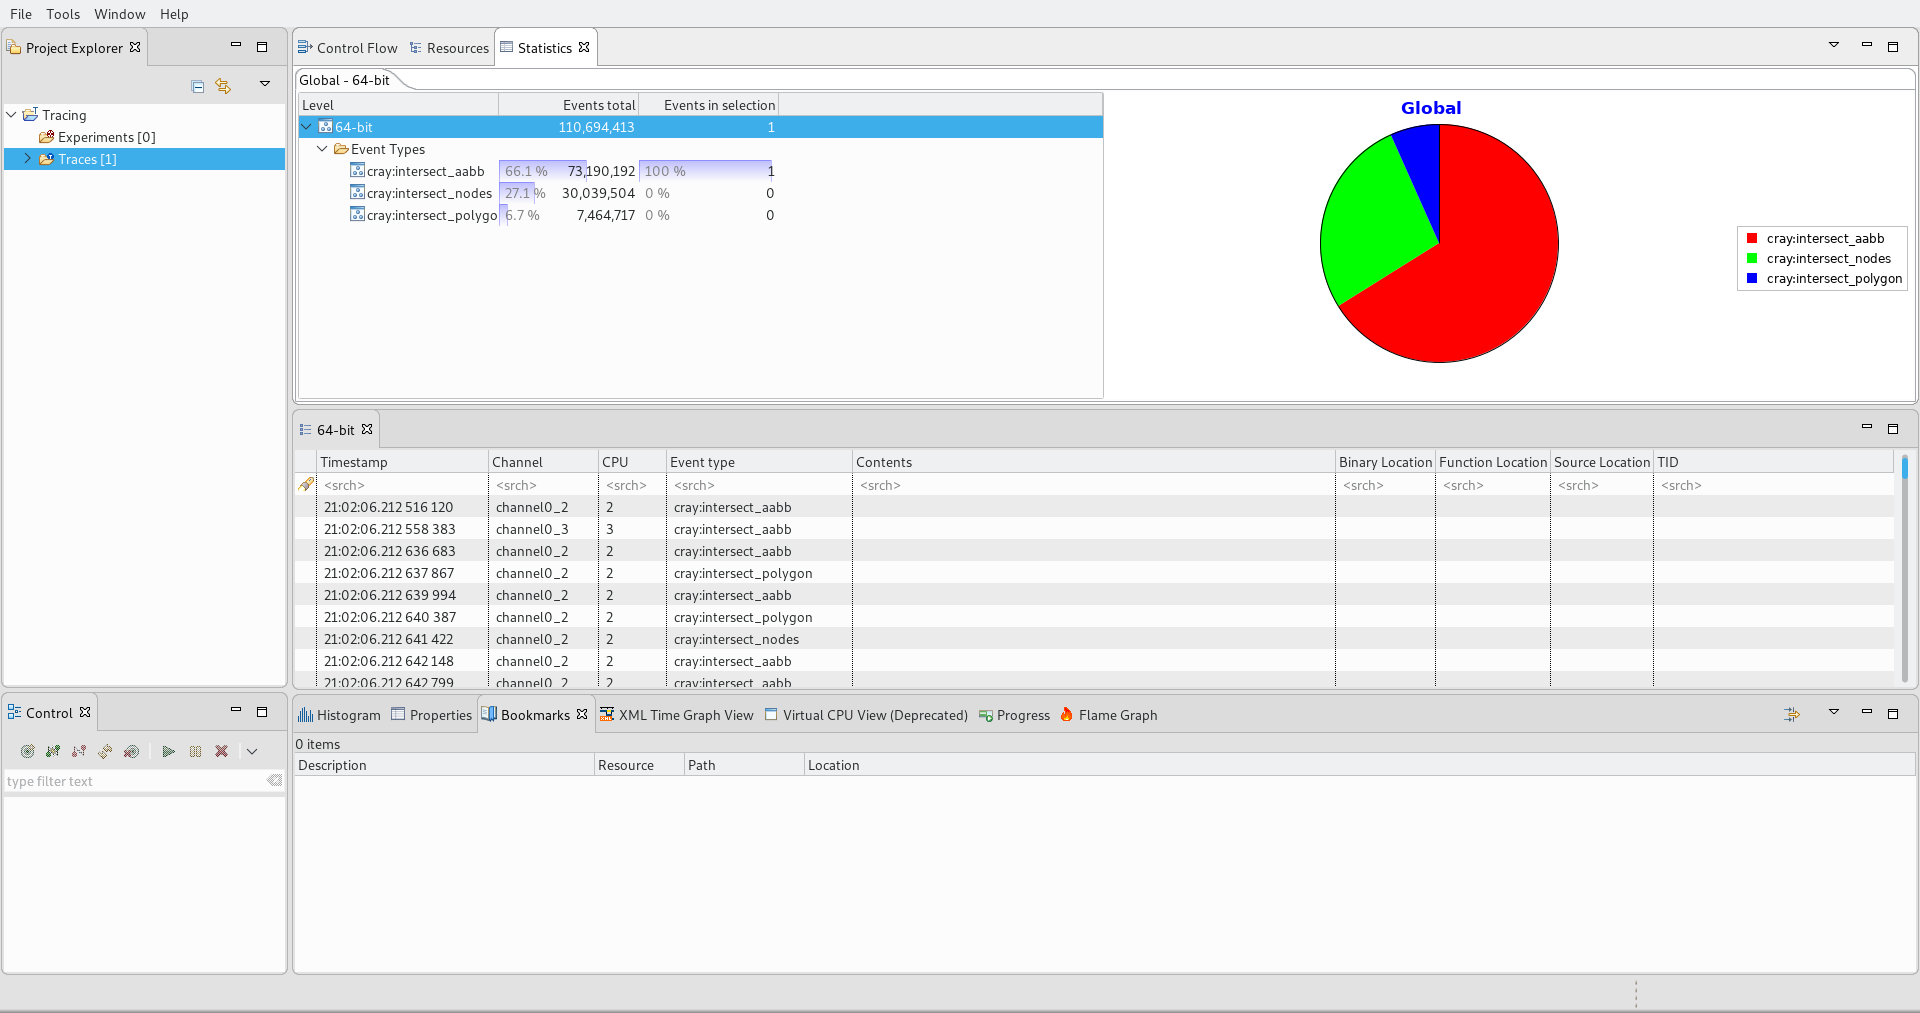 File Tools Window Help
Project Explorer
Tracing
Experiments [0]
Traces [1]
Control Flow Resources Statistics
Global - 64-bit
Level Events total Events in selection
64-bit 110,694,413 1
Event Types
cray:intersect_aabb 66.1 % 73,190,192 100 % 1
cray:intersect_nodes 27.1 % 30,039,504 0 % 0
cray:intersect_polygo 6.7 % 7,464,717 0 % 0
Global
cray:intersect_aabb
cray:intersect_nodes
cray:intersect_polygon
64-bit
Timestamp Channel CPU Event type Contents Binary Location Function Location Source Location TID
<srch> <srch> <srch> <srch> <srch> <srch> <srch> <srch> <srch>
21:02:06.212 516 120 channel0_2 2 cray:intersect_aabb
21:02:06.212 558 383 channel0_3 3 cray:intersect_aabb
21:02:06.212 636 683 channel0_2 2 cray:intersect_aabb
21:02:06.212 637 867 channel0_2 2 cray:intersect_polygon
21:02:06.212 639 994 channel0_2 2 cray:intersect_aabb
21:02:06.212 640 387 channel0_2 2 cray:intersect_polygon
21:02:06.212 641 422 channel0_2 2 cray:intersect_nodes
21:02:06.212 642 148 channel0_2 2 cray:intersect_aabb
21:02:06.212 642 799 channel0_2 2 cray:intersect_aabb
Control
type filter text
Histogram Properties Bookmarks XML Time Graph View Virtual CPU View (Deprecated) Progress Flame Graph
0 items
Description Resource Path Location